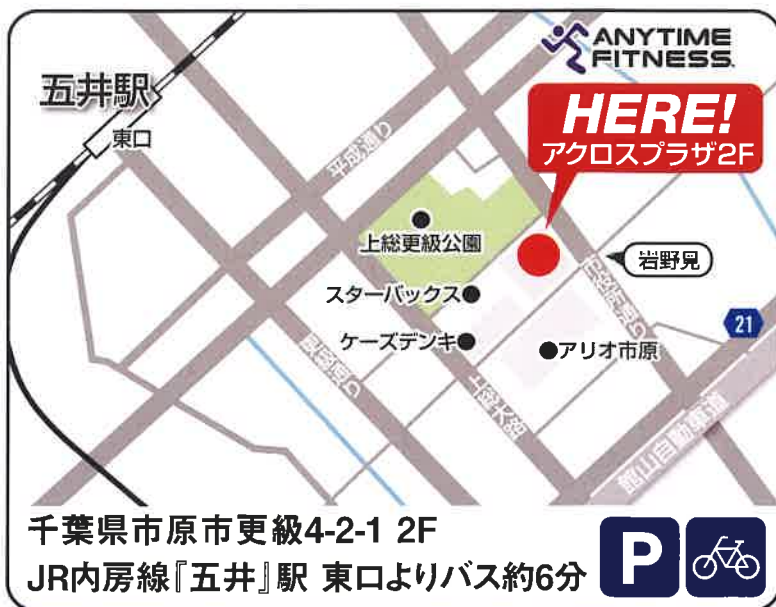 ANYTIME
FITNESS.
五井駅
東口
HERE!
アクロスプラザ2F
平成通り
上総更級公園
岩野見
スターバックス
ケーズデンキ
アリオ市原
21
上総大路
館山自動車道
千葉県市原市更級4-2-1 2F
JR内房線『五井』駅 東口よりバス約6分
P